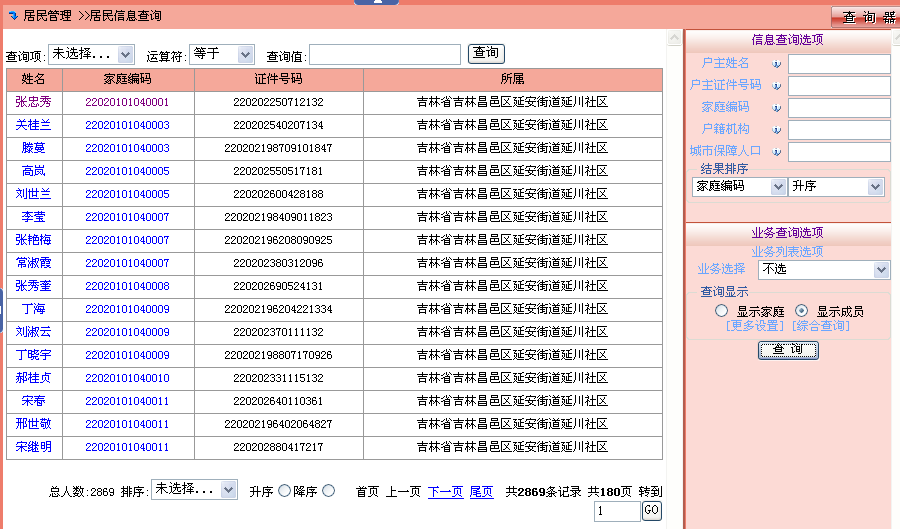 居民管理 >>居民信息查询
查 询 器
查询项: 未选择... 运算符: 等于 查询值: 查询
姓名 家庭编码 证件号码 所属
张忠秀 22020101040001 220202250712132 吉林省吉林昌邑区延安街道延川社区
关桂兰 22020101040003 220202540207134 吉林省吉林昌邑区延安街道延川社区
滕莫 22020101040003 220202198709101847 吉林省吉林昌邑区延安街道延川社区
高岚 22020101040005 220202550517181 吉林省吉林昌邑区延安街道延川社区
刘世兰 22020101040005 220202600428188 吉林省吉林昌邑区延安街道延川社区
李莹 22020101040007 220202198409011823 吉林省吉林昌邑区延安街道延川社区
张艳梅 22020101040007 220202196208090925 吉林省吉林昌邑区延安街道延川社区
常淑霞 22020101040007 220202380312096 吉林省吉林昌邑区延安街道延川社区
张秀奎 22020101040008 220202690524131 吉林省吉林昌邑区延安街道延川社区
丁海 22020101040009 220202196204221334 吉林省吉林昌邑区延安街道延川社区
刘淑云 22020101040009 220202370111132 吉林省吉林昌邑区延安街道延川社区
丁晓宇 22020101040009 220202198807170926 吉林省吉林昌邑区延安街道延川社区
郝桂贞 22020101040010 220202331115132 吉林省吉林昌邑区延安街道延川社区
宋春 22020101040011 220202640110361 吉林省吉林昌邑区延安街道延川社区
邢世敬 22020101040011 220202196402064827 吉林省吉林昌邑区延安街道延川社区
宋继明 22020101040011 220202880417217 吉林省吉林昌邑区延安街道延川社区
总人数:2869 排序: 未选择... 升序 降序 首页 上一页 下一页 尾页 共2869条记录 共180页 转到
1 GO
信息查询选项
户主姓名
户主证件号码
家庭编码
户籍机构
城市保障人口
结果排序
家庭编码 升序
业务查询选项
业务列表选项
业务选择 不选
查询显示
显示家庭 显示成员
[更多设置] [综合查询]
查 询